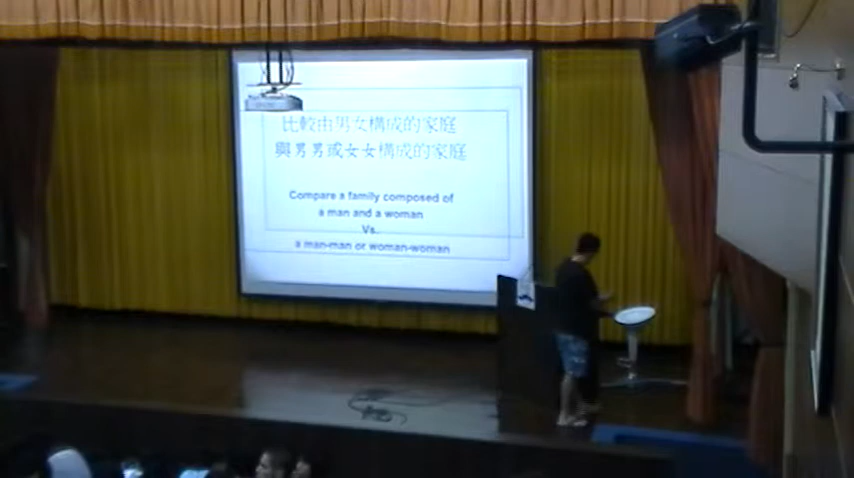 比較由男女構成的家庭
與男男或女女構成的家庭
Compare a family composed of
a man and a woman
Vs.
a man-man or woman-woman